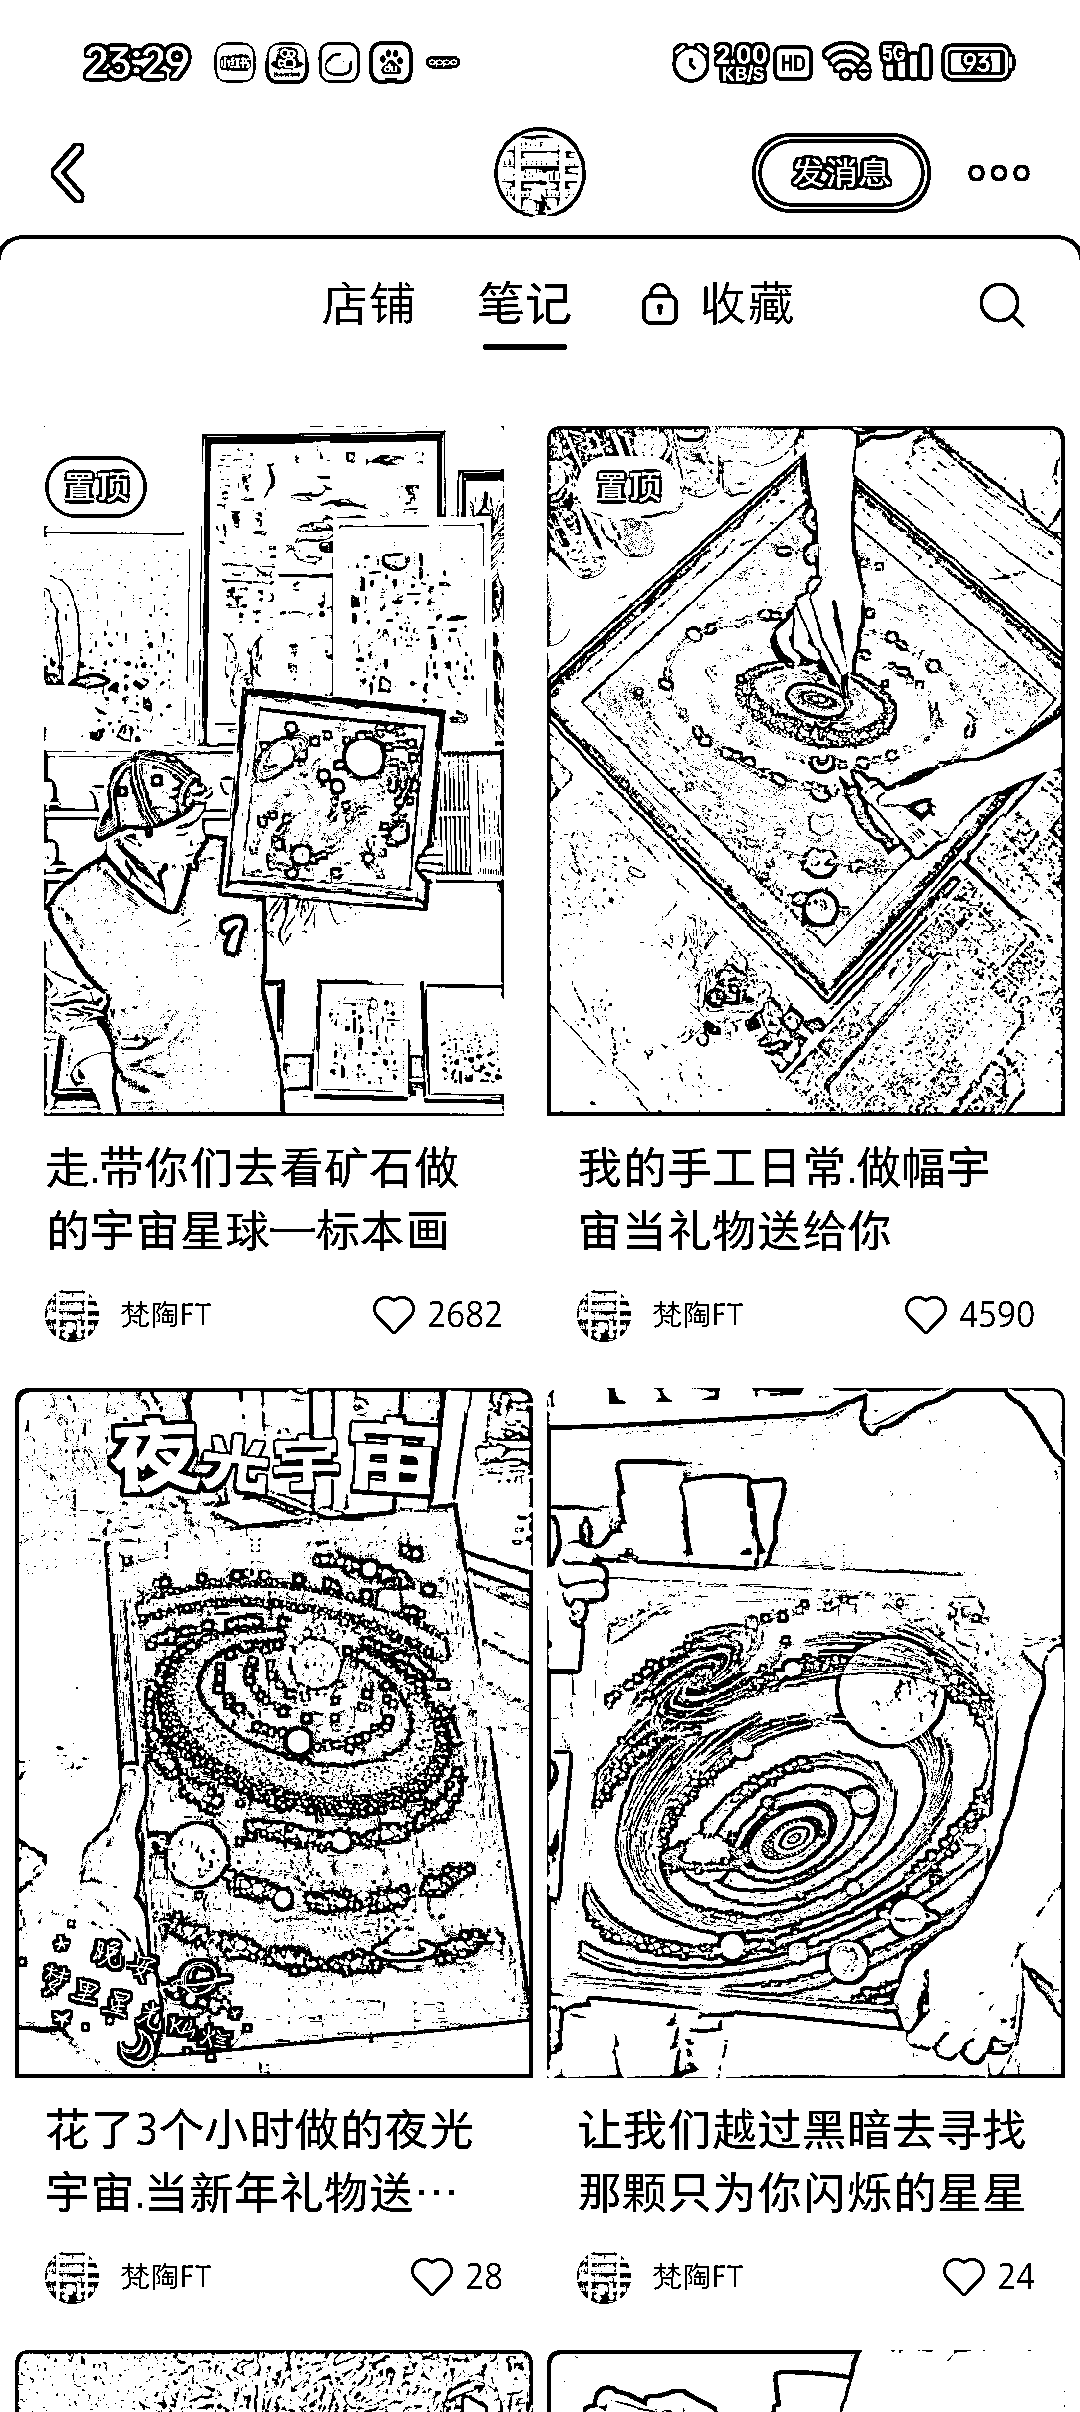 23:29
2.00
KB/S
HD
5G
93
发消息
店铺 笔记 收藏
置顶
置顶
走.带你们去看矿石做
的宇宙星球—标本画
梵陶FT 2682
我的手工日常.做幅宇
宙当礼物送给你
梵陶FT 4590
夜光宇宙
晚安
梦里星光
花了3个小时做的夜光
宇宙.当新年礼物送…
梵陶FT 28
让我们越过黑暗去寻找
那颗只为你闪烁的星星
梵陶FT 24